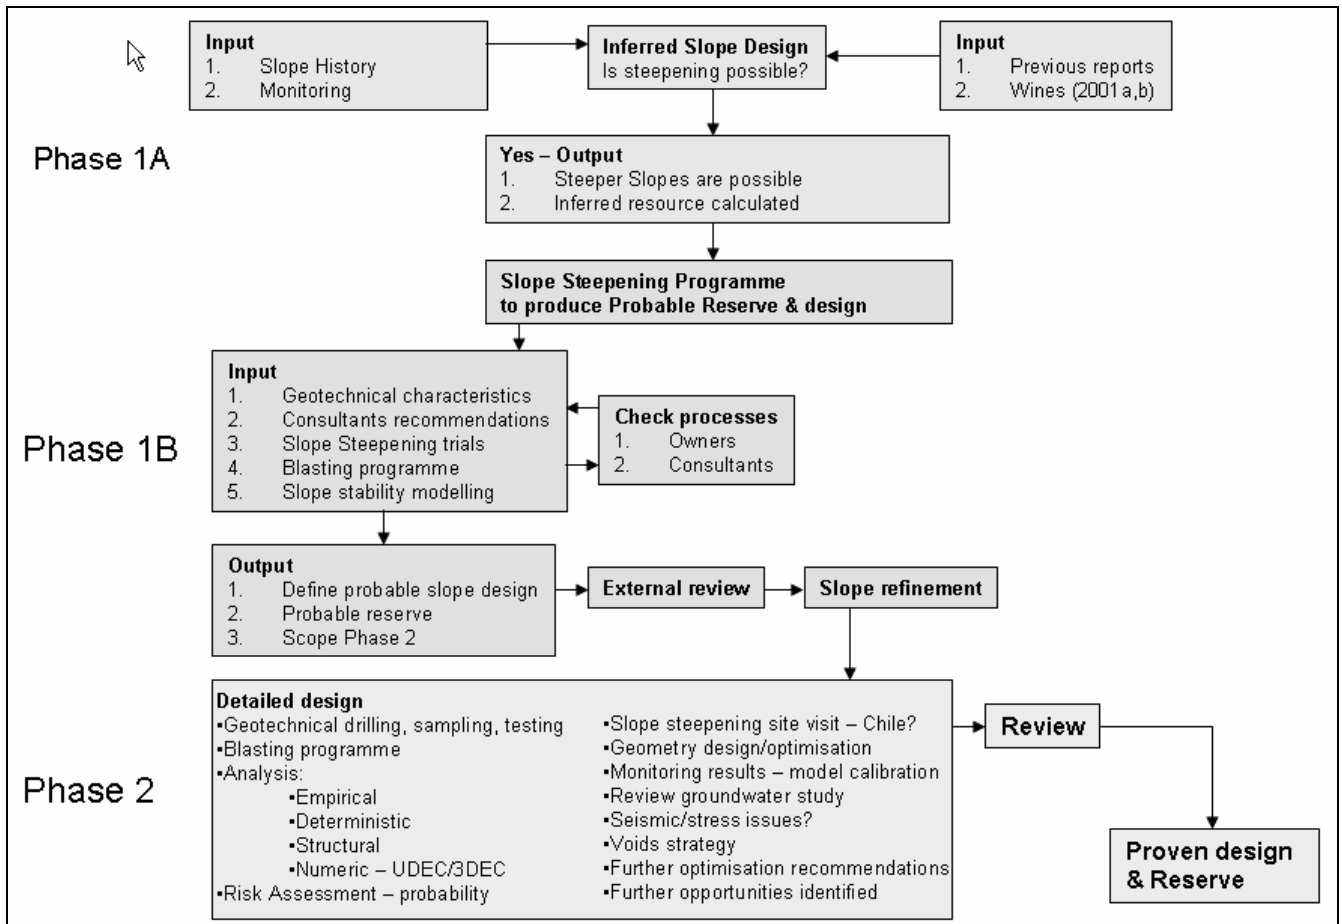 Input
1. Slope History
2. Monitoring
Inferred Slope Design
Is steepening possible?
Input
1. Previous reports
2. Wines (2001a,b)
Phase 1A
Yes – Output
1. Steeper Slopes are possible
2. Inferred resource calculated
Slope Steepening Programme
to produce Probable Reserve & design
Phase 1B
Input
1. Geotechnical characteristics
2. Consultants recommendations
3. Slope Steepening trials
4. Blasting programme
5. Slope stability modelling
Check processes
1. Owners
2. Consultants
Output
1. Define probable slope design
2. Probable reserve
3. Scope Phase 2
External review
Slope refinement
Phase 2
Detailed design
▪Geotechnical drilling, sampling, testing
▪Blasting programme
▪Analysis:
▪Empirical
▪Deterministic
▪Structural
▪Numeric – UDEC/3DEC
▪Risk Assessment – probability
▪Slope steepening site visit – Chile?
▪Geometry design/optimisation
▪Monitoring results – model calibration
▪Review groundwater study
▪Seismic/stress issues?
▪Voids strategy
▪Further optimisation recommendations
▪Further opportunities identified
Review
Proven design
& Reserve